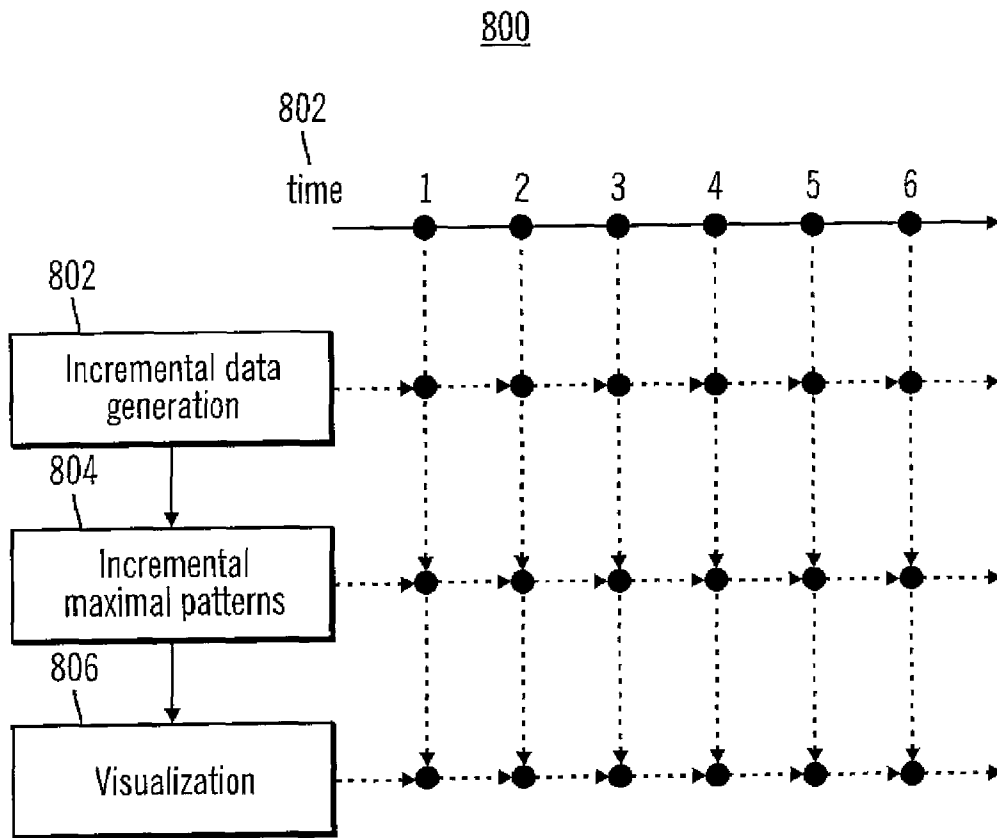 800
802
time 1 2 3 4 5 6
802
Incremental data
generation
804
Incremental
maximal patterns
806
Visualization